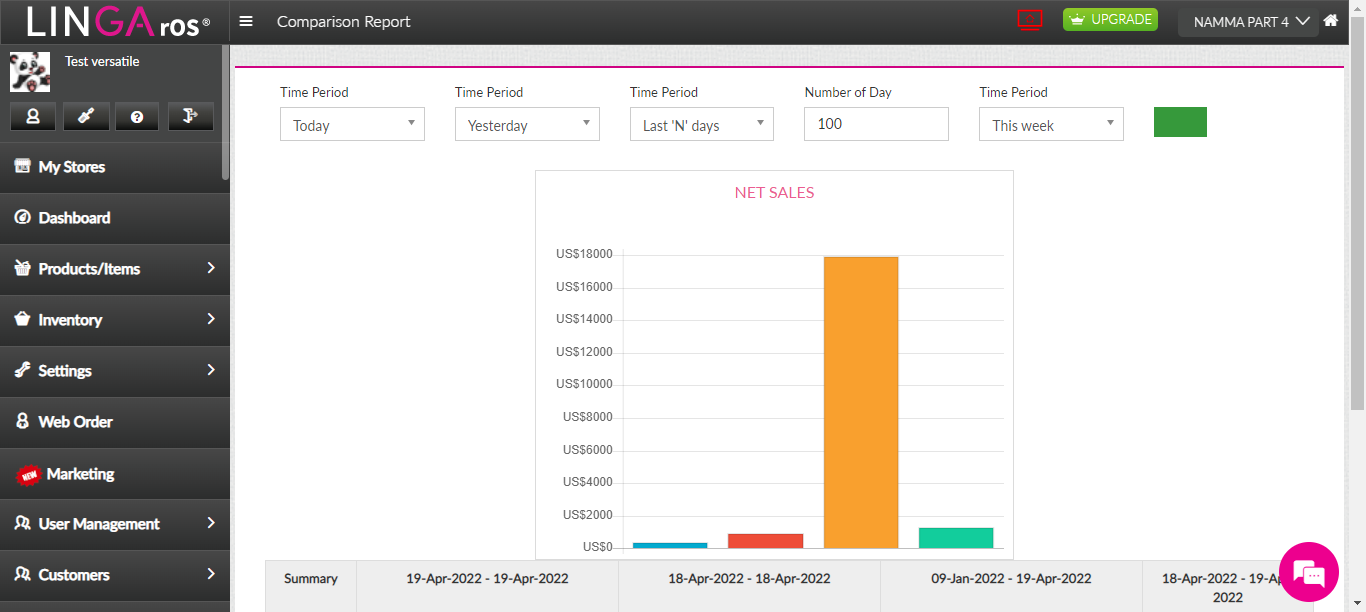 LINGA ros®
Comparison Report
UPGRADE
NAMMA PART 4
Test versatile
My Stores
Dashboard
Products/Items
Inventory
Settings
Web Order
NEW Marketing
User Management
Customers
Time Period
Time Period
Time Period
Number of Day
Time Period
Today
Yesterday
Last 'N' days
100
This week
NET SALES
US$18000
US$16000
US$14000
US$12000
US$10000
US$8000
US$6000
US$4000
US$2000
US$0
Summary
19-Apr-2022 - 19-Apr-2022
18-Apr-2022 - 18-Apr-2022
09-Jan-2022 - 19-Apr-2022
18-Apr-2022 - 19-Ap
2022